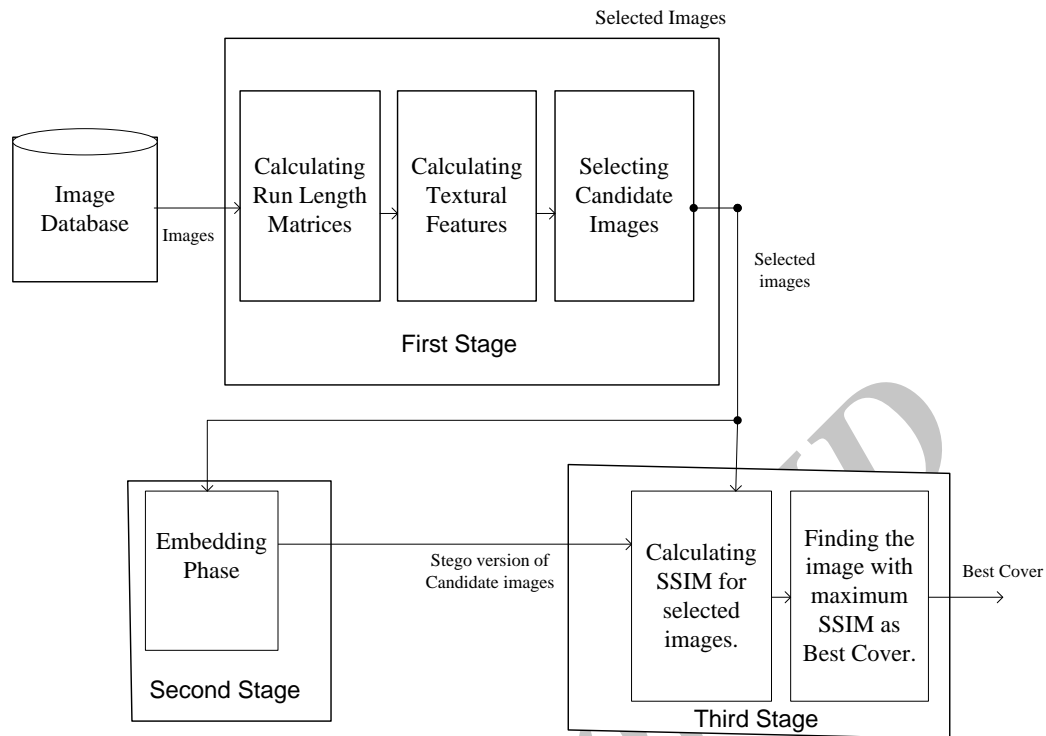 Selected Images
Image
Database
Images
Calculating
Run Length
Matrices
Calculating
Textural
Features
Selecting
Candidate
Images
First Stage
Selected
images
Embedding
Phase
Second Stage
Stego version of
Candidate images
Calculating
SSIM for
selected
images.
Finding the
image with
maximum
SSIM as
Best Cover.
Third Stage
Best Cover